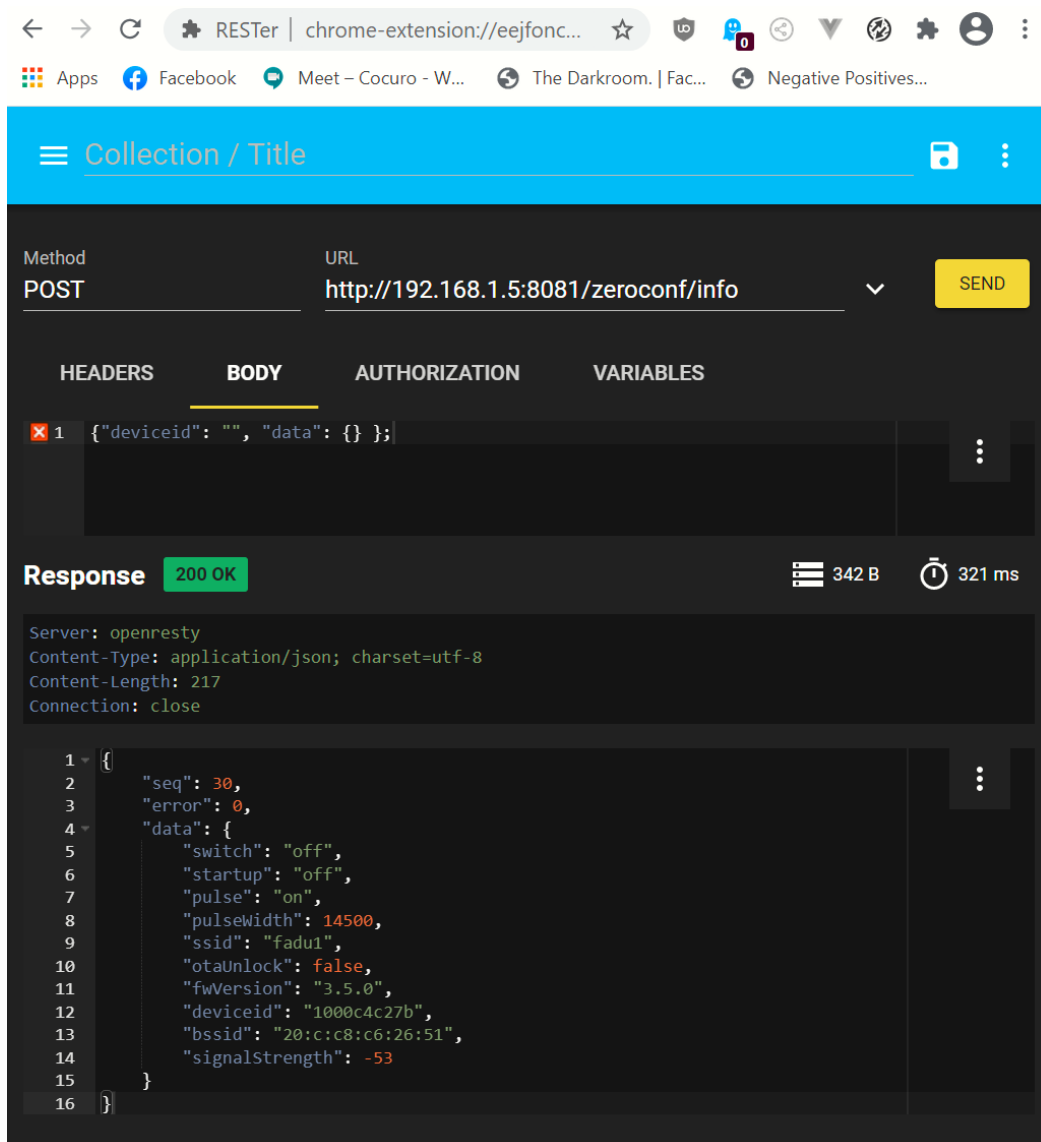 RESTer | chrome-extension://eejfonc...
0
Apps Facebook Meet – Cocuro - W... The Darkroom. | Fac... Negative Positives...
Collection / Title
Method URL
POST http://192.168.1.5:8081/zeroconf/info SEND
HEADERS BODY AUTHORIZATION VARIABLES
1 {"deviceid": "", "data": {} };
Response 200 OK 342 B 321 ms
Server: openresty
Content-Type: application/json; charset=utf-8
Content-Length: 217
Connection: close
1 {
2 "seq": 30,
3 "error": 0,
4 "data": {
5 "switch": "off",
6 "startup": "off",
7 "pulse": "on",
8 "pulseWidth": 14500,
9 "ssid": "fadu1",
10 "otaUnlock": false,
11 "fwVersion": "3.5.0",
12 "deviceid": "1000c4c27b",
13 "bssid": "20:c:c8:c6:26:51",
14 "signalStrength": -53
15 }
16 }